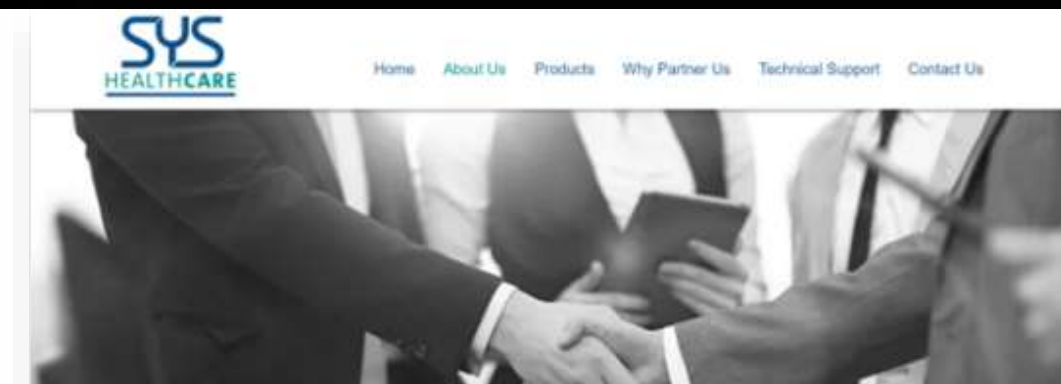 SYS
HEALTHCARE
Home About Us Products Why Partner Us Technical Support Contact Us